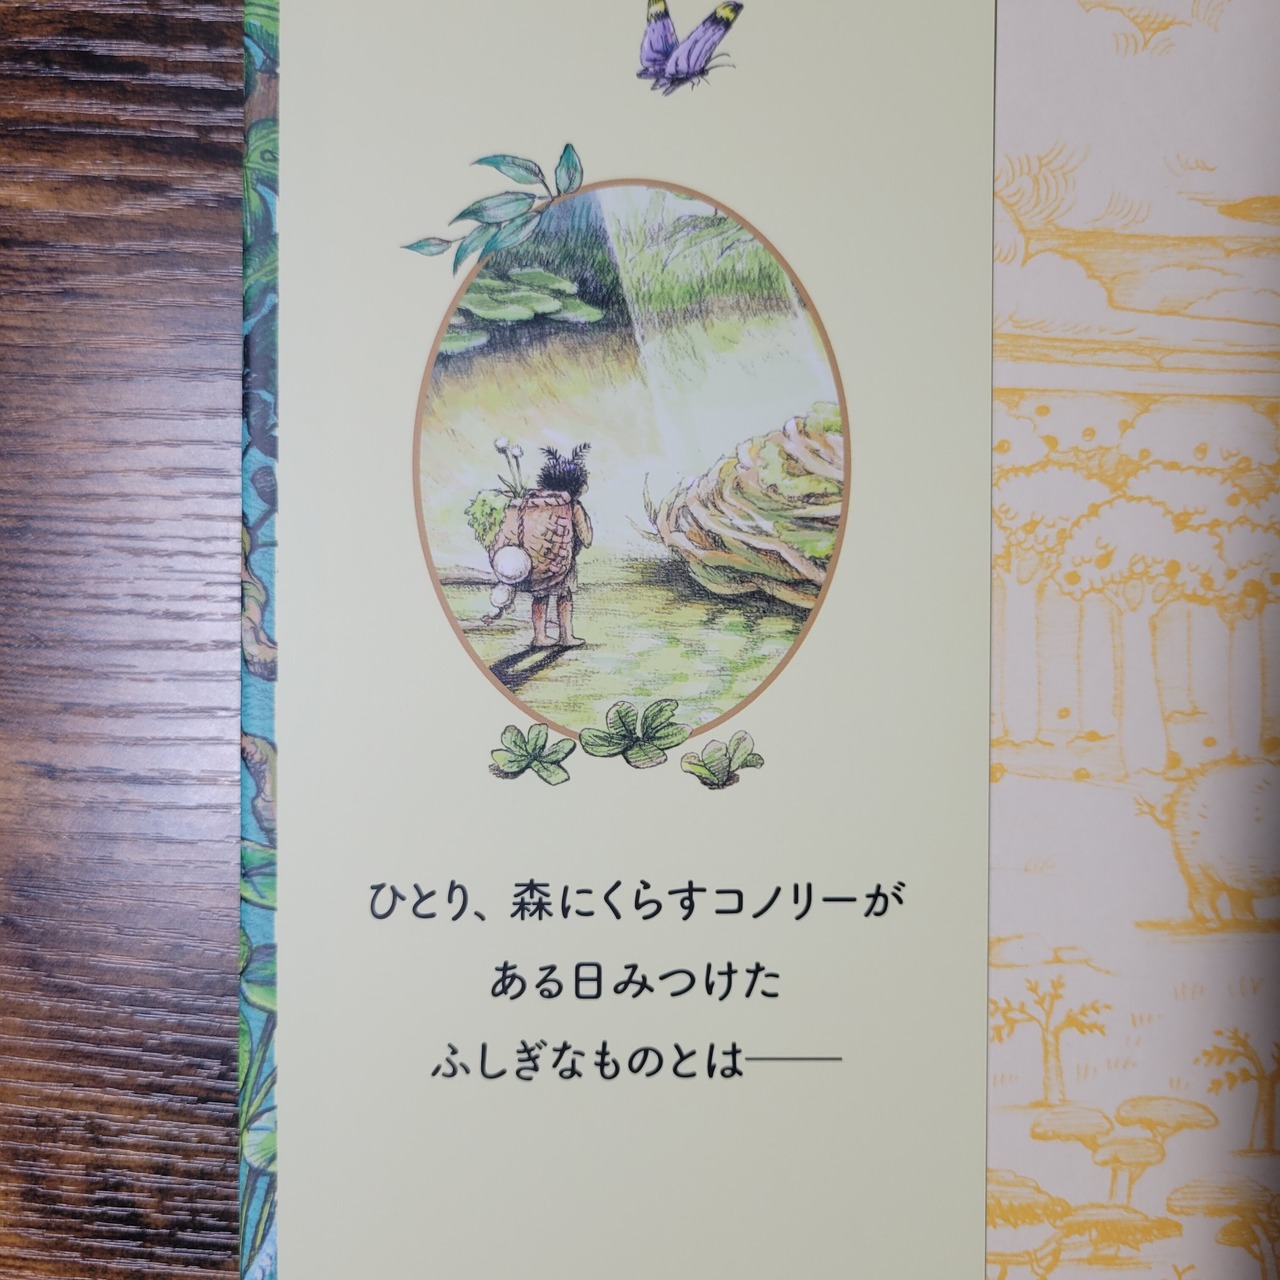 ひとり、森にくらすコノリーが
ある日みつけた
ふしぎなものとは――